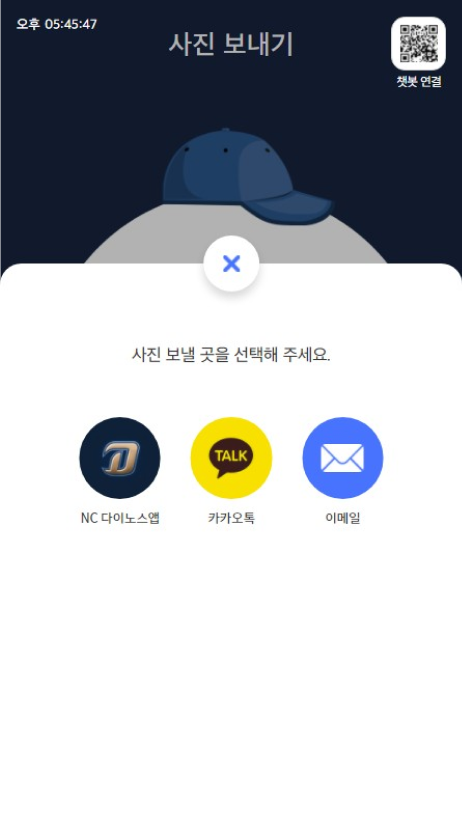 오후 05:45:47
사진 보내기
챗봇 연결
사진 보낼 곳을 선택해 주세요.
TALK
NC 다이노스앱
카카오톡
이메일